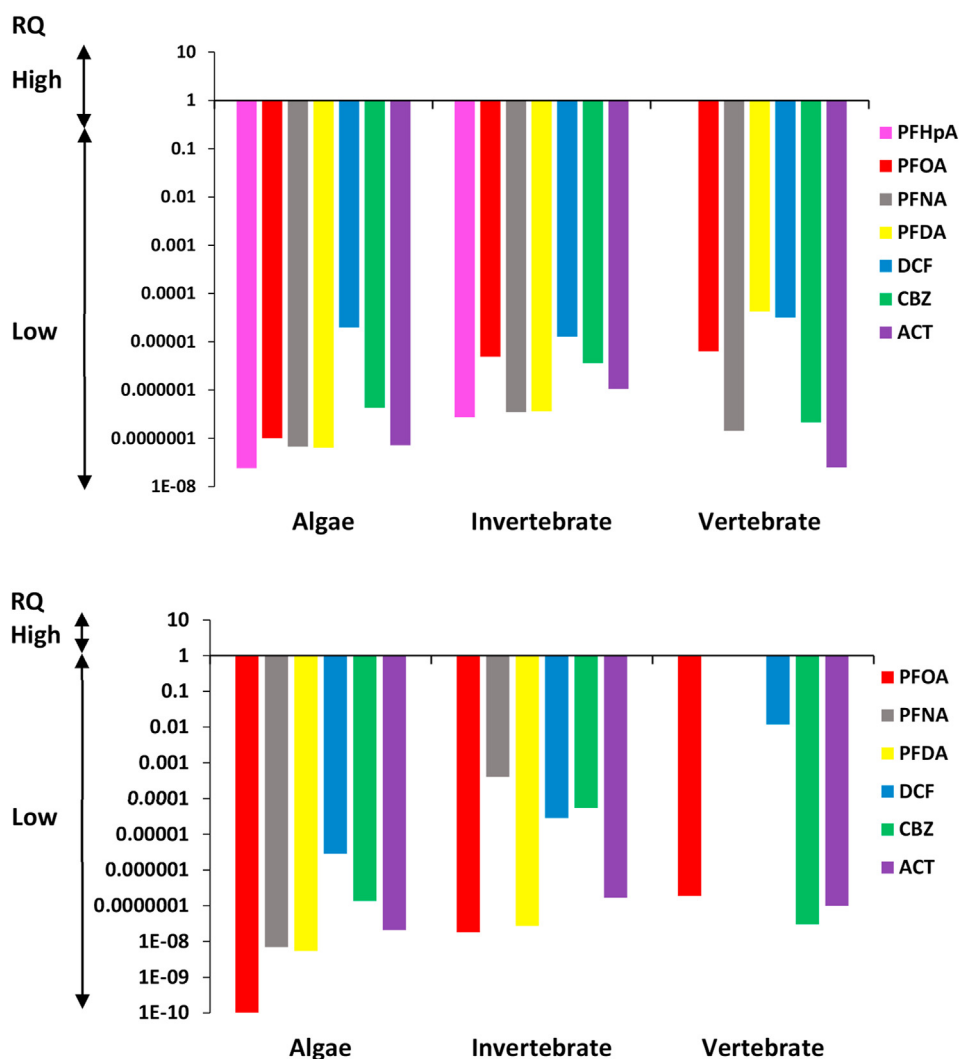 RQ
High
Low
10
1
0.1
0.01
0.001
0.0001
0.00001
0.000001
0.0000001
1E-08
Algae
Invertebrate
Vertebrate
PFHpA
PFOA
PFNA
PFDA
DCF
CBZ
ACT
RQ
High
Low
10
1
0.1
0.01
0.001
0.0001
0.00001
0.000001
0.0000001
1E-08
1E-09
1E-10
Algae
Invertebrate
Vertebrate
PFOA
PFNA
PFDA
DCF
CBZ
ACT